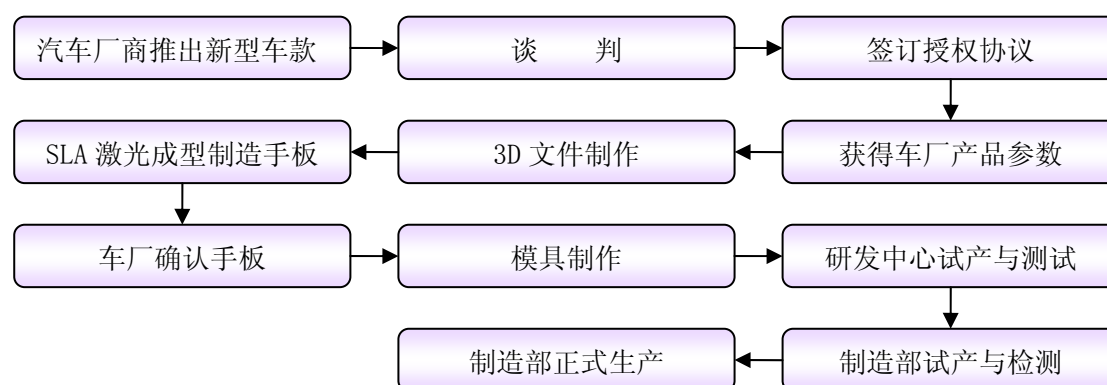 汽车厂商推出新型车款
谈 判
签订授权协议
获得车厂产品参数
3D 文件制作
SLA 激光成型制造手板
车厂确认手板
模具制作
研发中心试产与测试
制造部试产与检测
制造部正式生产